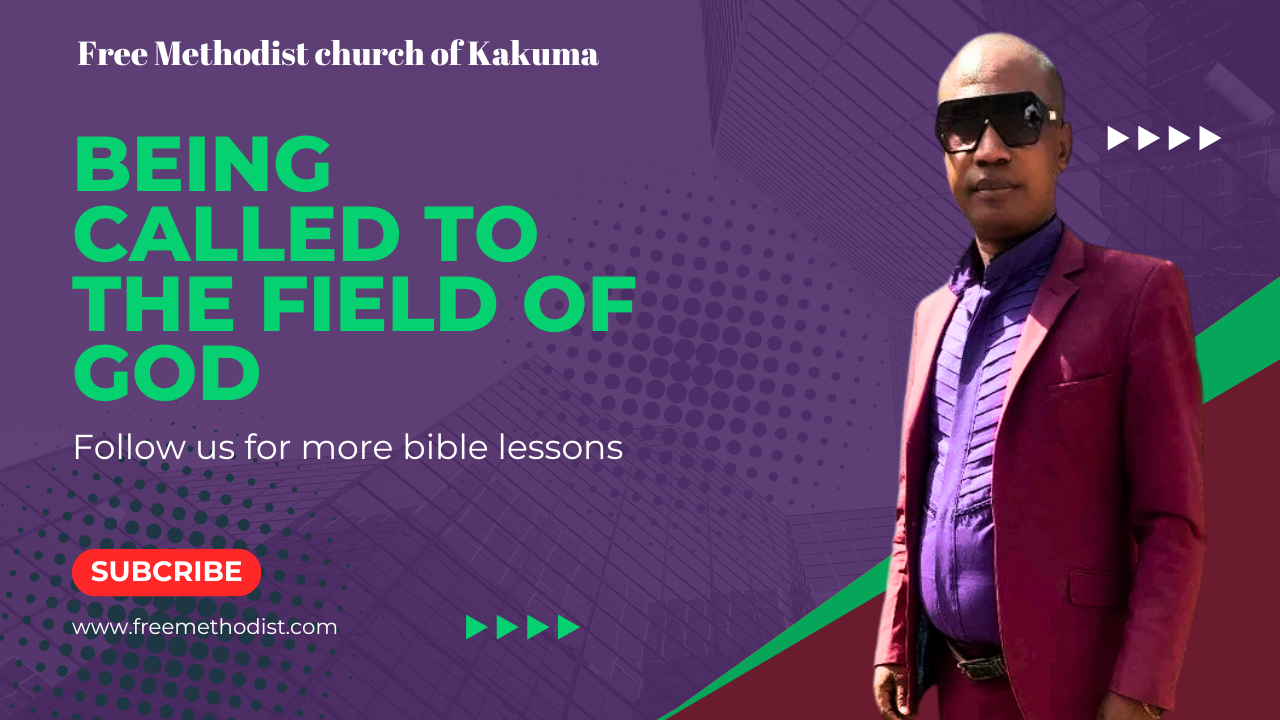 Free Methodist church of Kakuma
BEING
CALLED TO
THE FIELD OF
GOD
Follow us for more bible lessons
SUBCRIBE
www.freemethodist.com